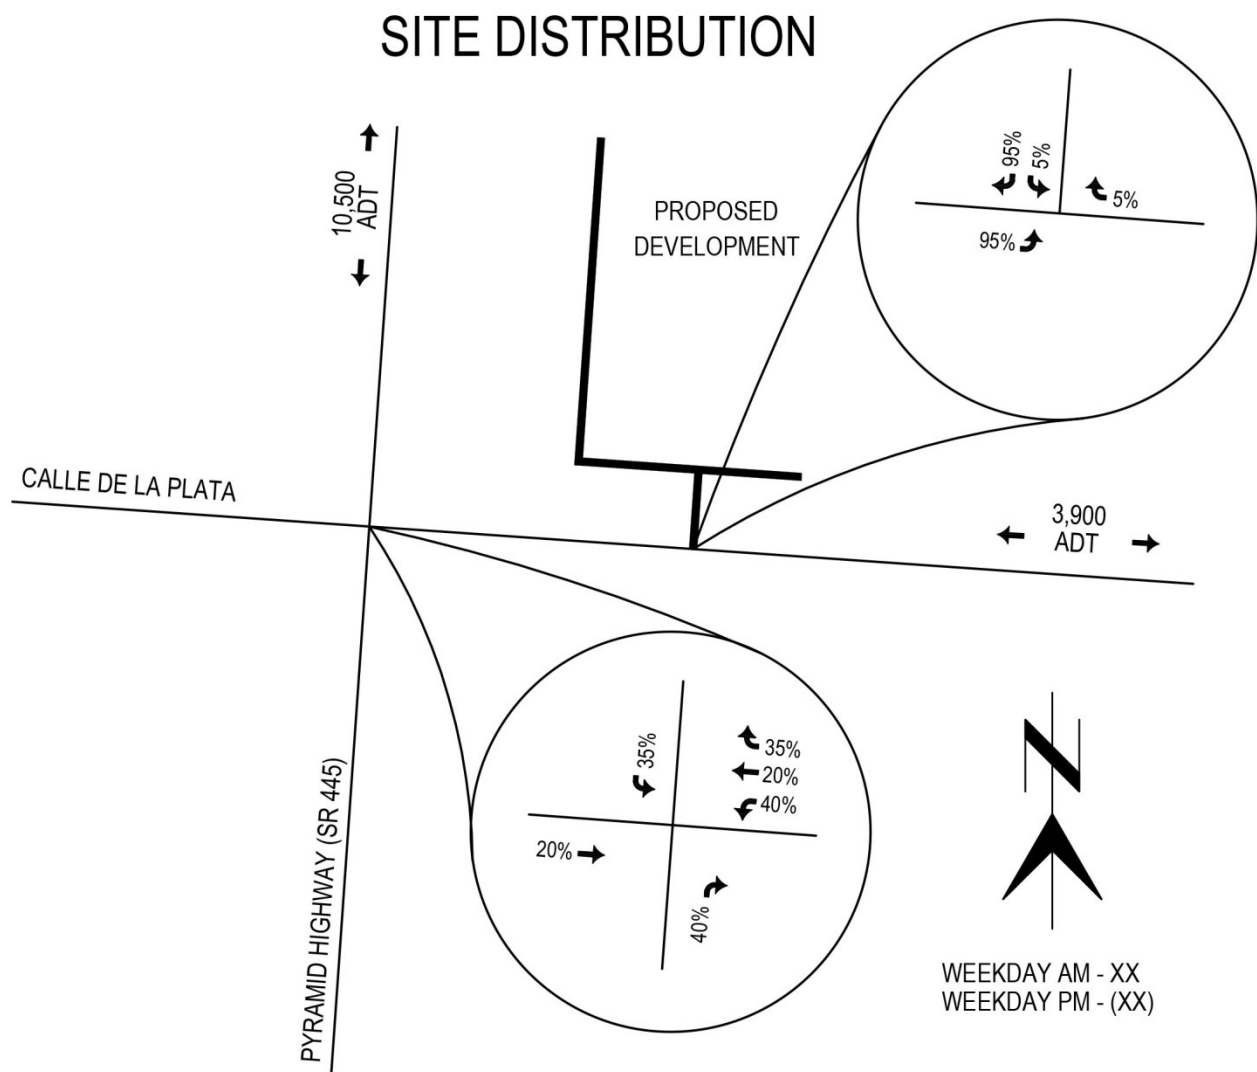 SITE DISTRIBUTION
10,500
ADT
PROPOSED
DEVELOPMENT
95%
5%
5%
95%
CALLE DE LA PLATA
3,900
ADT
35%
35%
20%
40%
20%
40%
PYRAMID HIGHWAY (SR 445)
N
WEEKDAY AM - XX
WEEKDAY PM - (XX)